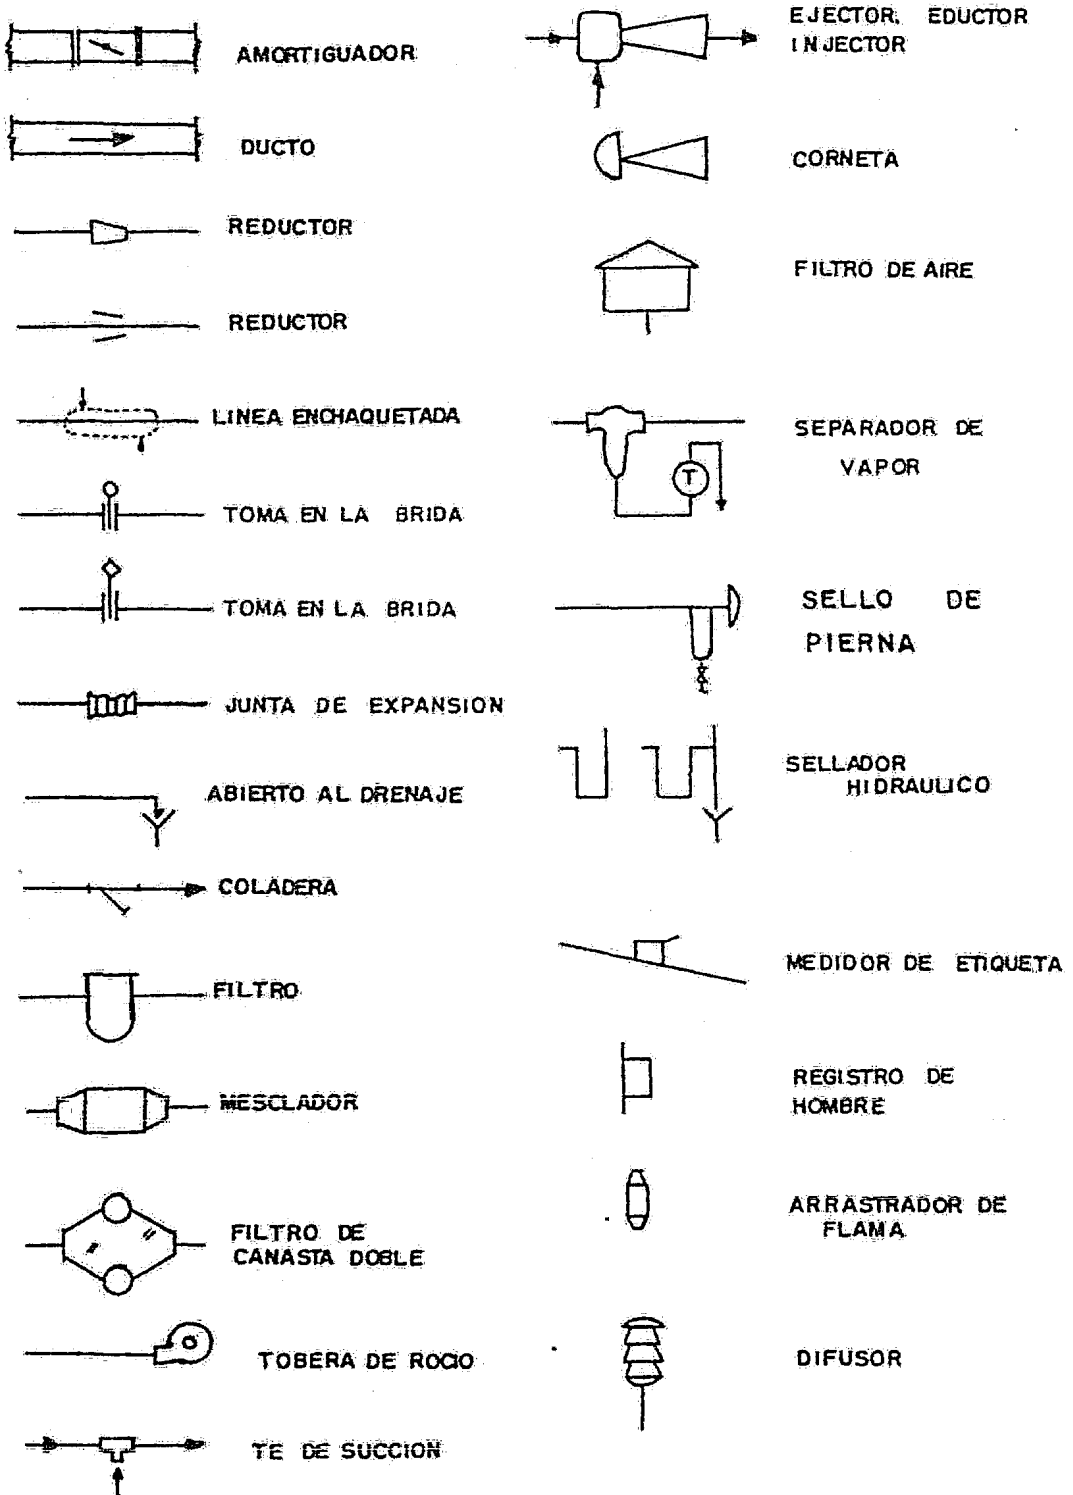 AMORTIGUADOR
DUCTO
REDUCTOR
REDUCTOR
LINEA ENCHAQUETADA
TOMA EN LA BRIDA
TOMA EN LA BRIDA
JUNTA DE EXPANSION
ABIERTO AL DRENAJE
COLADERA
FILTRO
MESCLADOR
FILTRO DE
CANASTA DOBLE
TOBERA DE ROCIO
TE DE SUCCION
EJECTOR, EDUCTOR
INJECTOR
CORNETA
FILTRO DE AIRE
SEPARADOR DE
VAPOR
T
SELLO DE
PIERNA
SELLADOR
HIDRAULICO
MEDIDOR DE ETIQUETA
REGISTRO DE
HOMBRE
ARRASTRADOR DE
FLAMA
DIFUSOR